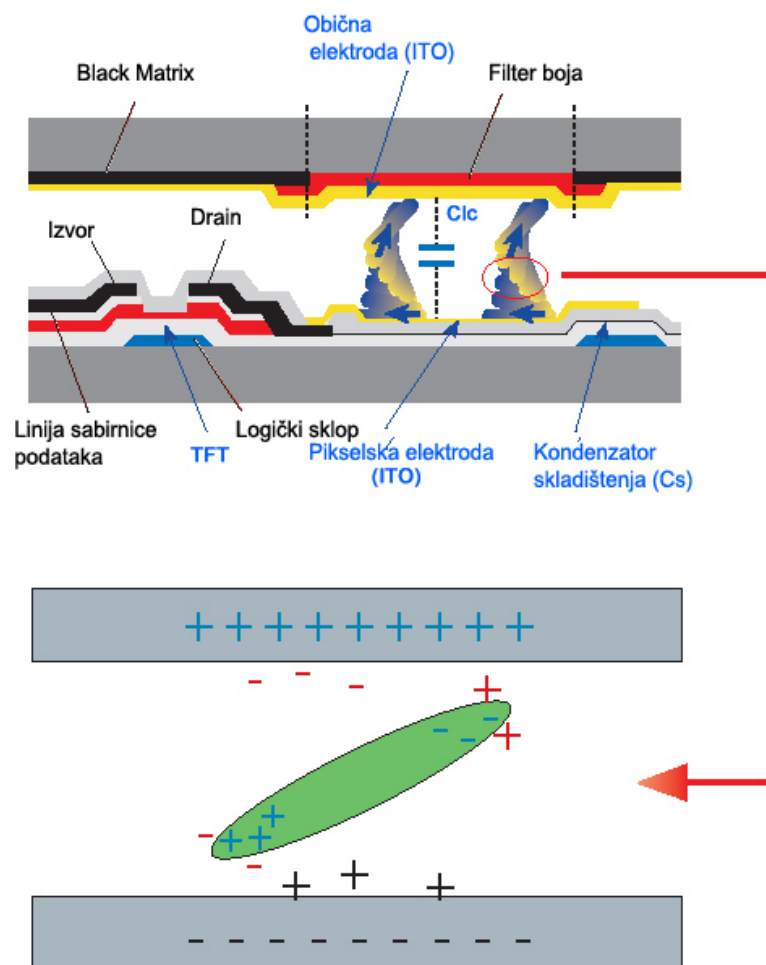 Obična
elektroda (ITO)
Black Matrix
Filter boja
Clc
Izvor
Drain
Linija sabirnice
podataka
TFT
Logički sklop
Pikselska elektroda
(ITO)
Kondenzator
skladištenja (Cs)
+ + + + + + + + +
- - - +
- - - +
+ + +
- -
+ + +
- - - - - - - - -